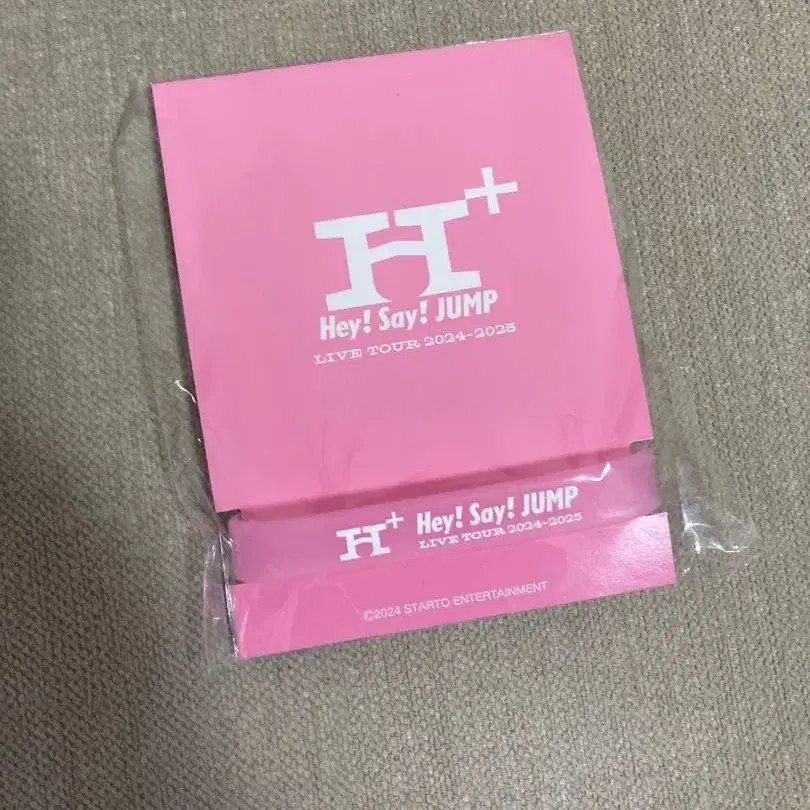 H+
Hey! Say! JUMP
LIVE TOUR 2024-2025
H+ Hey! Say! JUMP
LIVE TOUR 2024-2025
©2024 STARTO ENTERTAINMENT